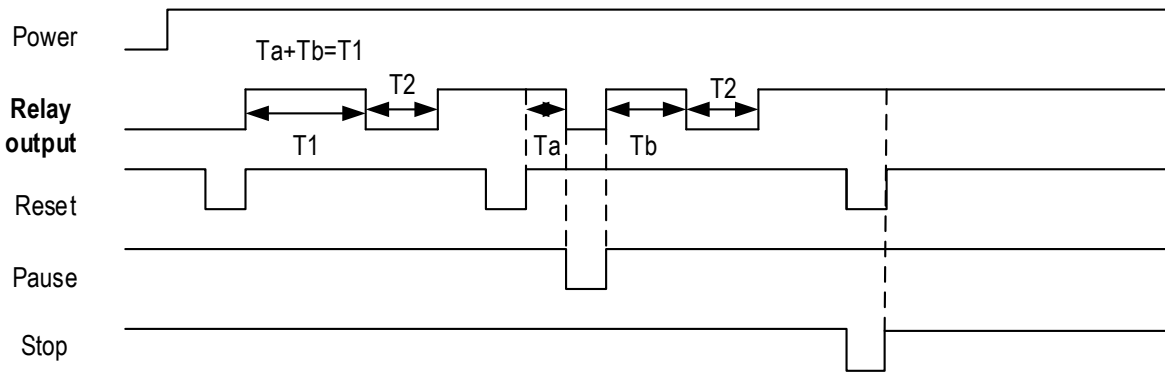 Power
Ta+Tb=T1
T2
T2
Relay
output
T1
Ta
Tb
Reset
Pause
Stop